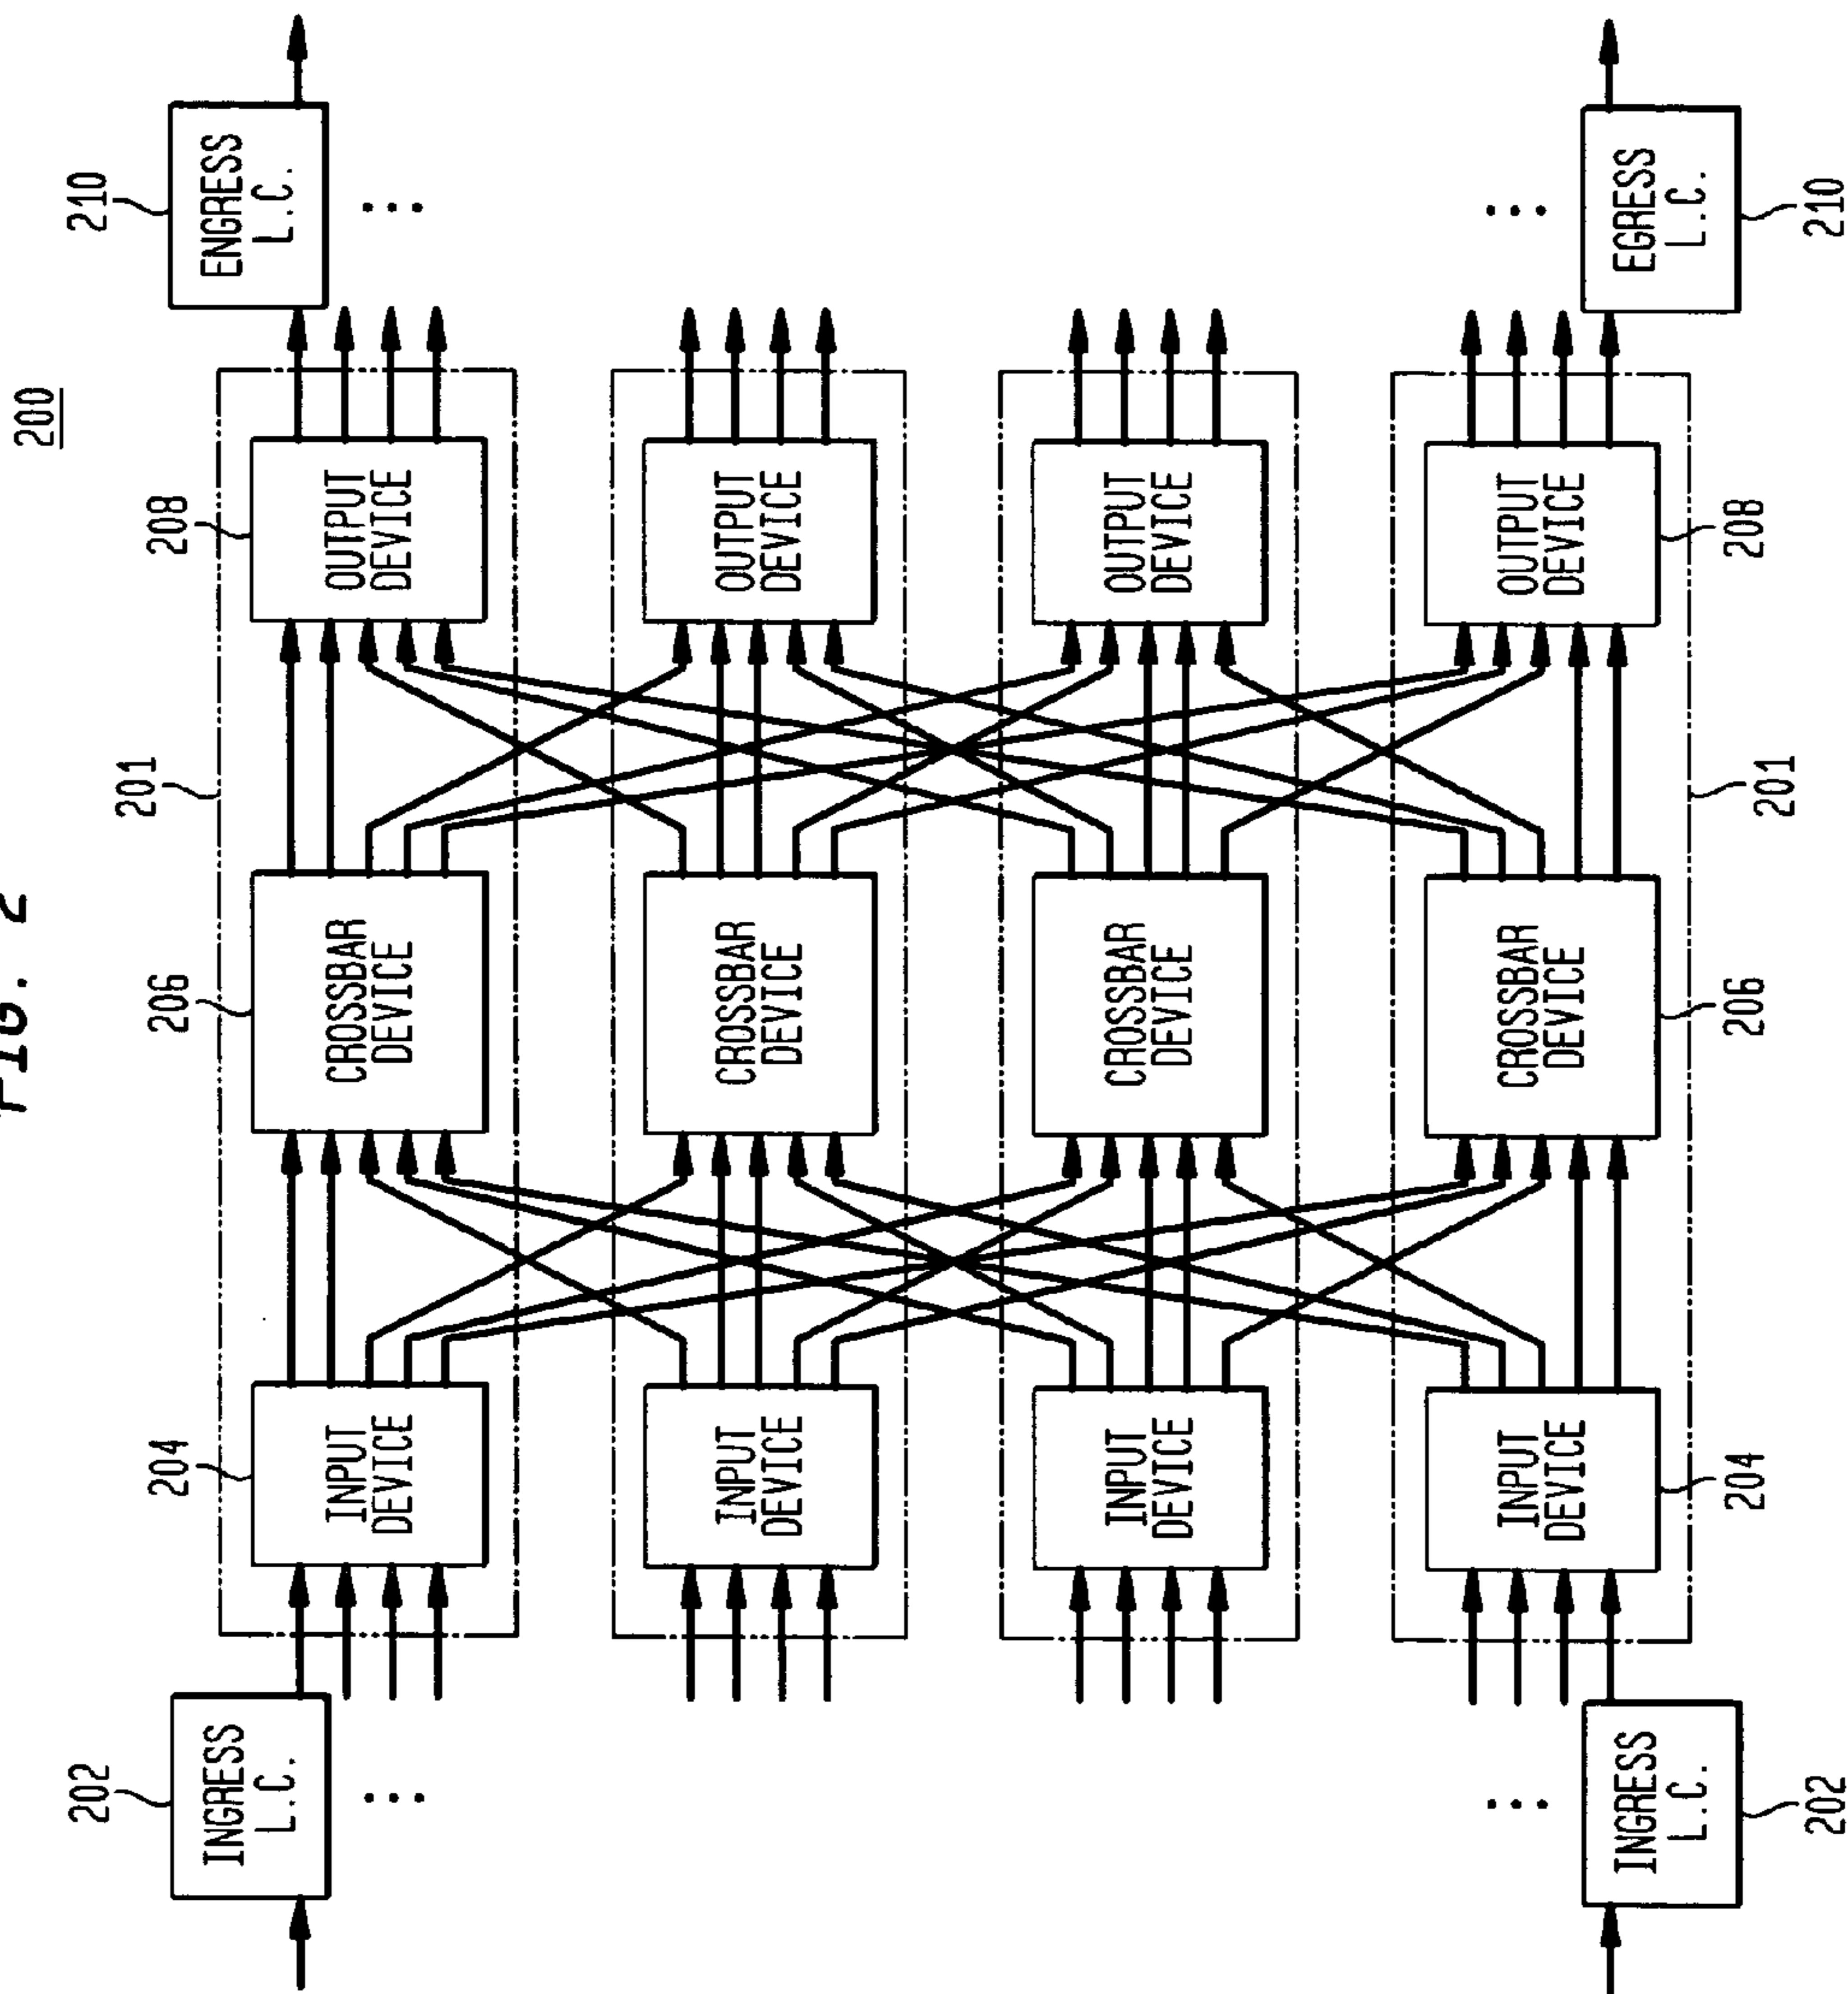 FIG. 2
200
202
INGRESS
L.C.
...
204
INPUT
DEVICE
206
CROSSBAR
DEVICE
201
208
OUTPUT
DEVICE
210
ENGRESS
L.C.
...
INPUT
DEVICE
CROSSBAR
DEVICE
OUTPUT
DEVICE
INPUT
DEVICE
CROSSBAR
DEVICE
OUTPUT
DEVICE
...
INGRESS
L.C.
202
INPUT
DEVICE
204
CROSSBAR
DEVICE
206
201
OUTPUT
DEVICE
208
...
EGRESS
L.C.
210